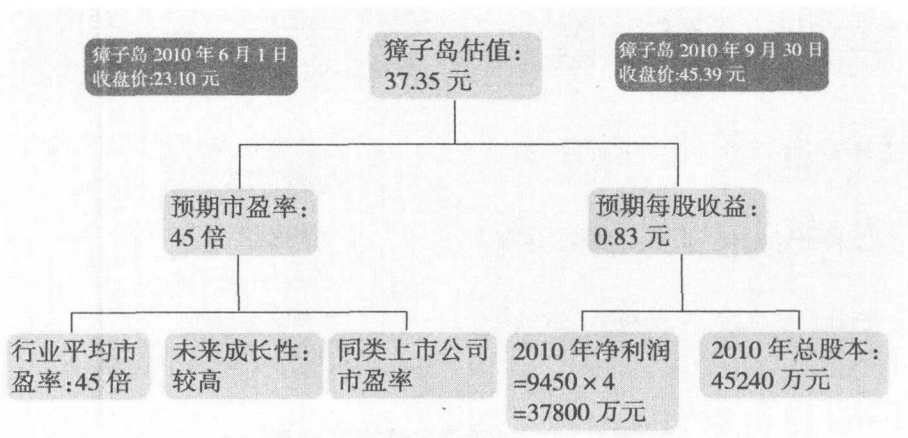 獐子岛 2010 年 6 月 1 日
收盘价:23.10 元
獐子岛估值：
37.35 元
獐子岛 2010 年 9 月 30 日
收盘价:45.39 元
预期市盈率：
45 倍
预期每股收益：
0.83 元
行业平均市
盈率:45 倍
未来成长性：
较高
同类上市公司
市盈率
2010 年净利润
=9450 × 4
=37800 万元
2010 年总股本：
45240 万元